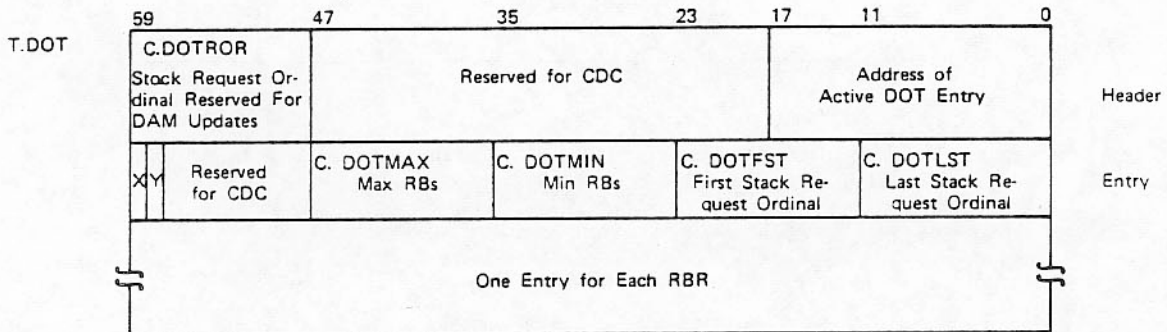 59 47 35 23 17 11 0
T.DOT
C.DOTROR
Stack Request Or-
dinal Reserved For
DAM Updates
Reserved for CDC
Address of
Active DOT Entry
Header
X Y
Reserved
for CDC
C. DOTMAX
Max RBs
C. DOTMIN
Min RBs
C. DOTFST
First Stack Re-
quest Ordinal
C. DOTLST
Last Stack Re-
quest Ordinal
Entry
One Entry for Each RBR